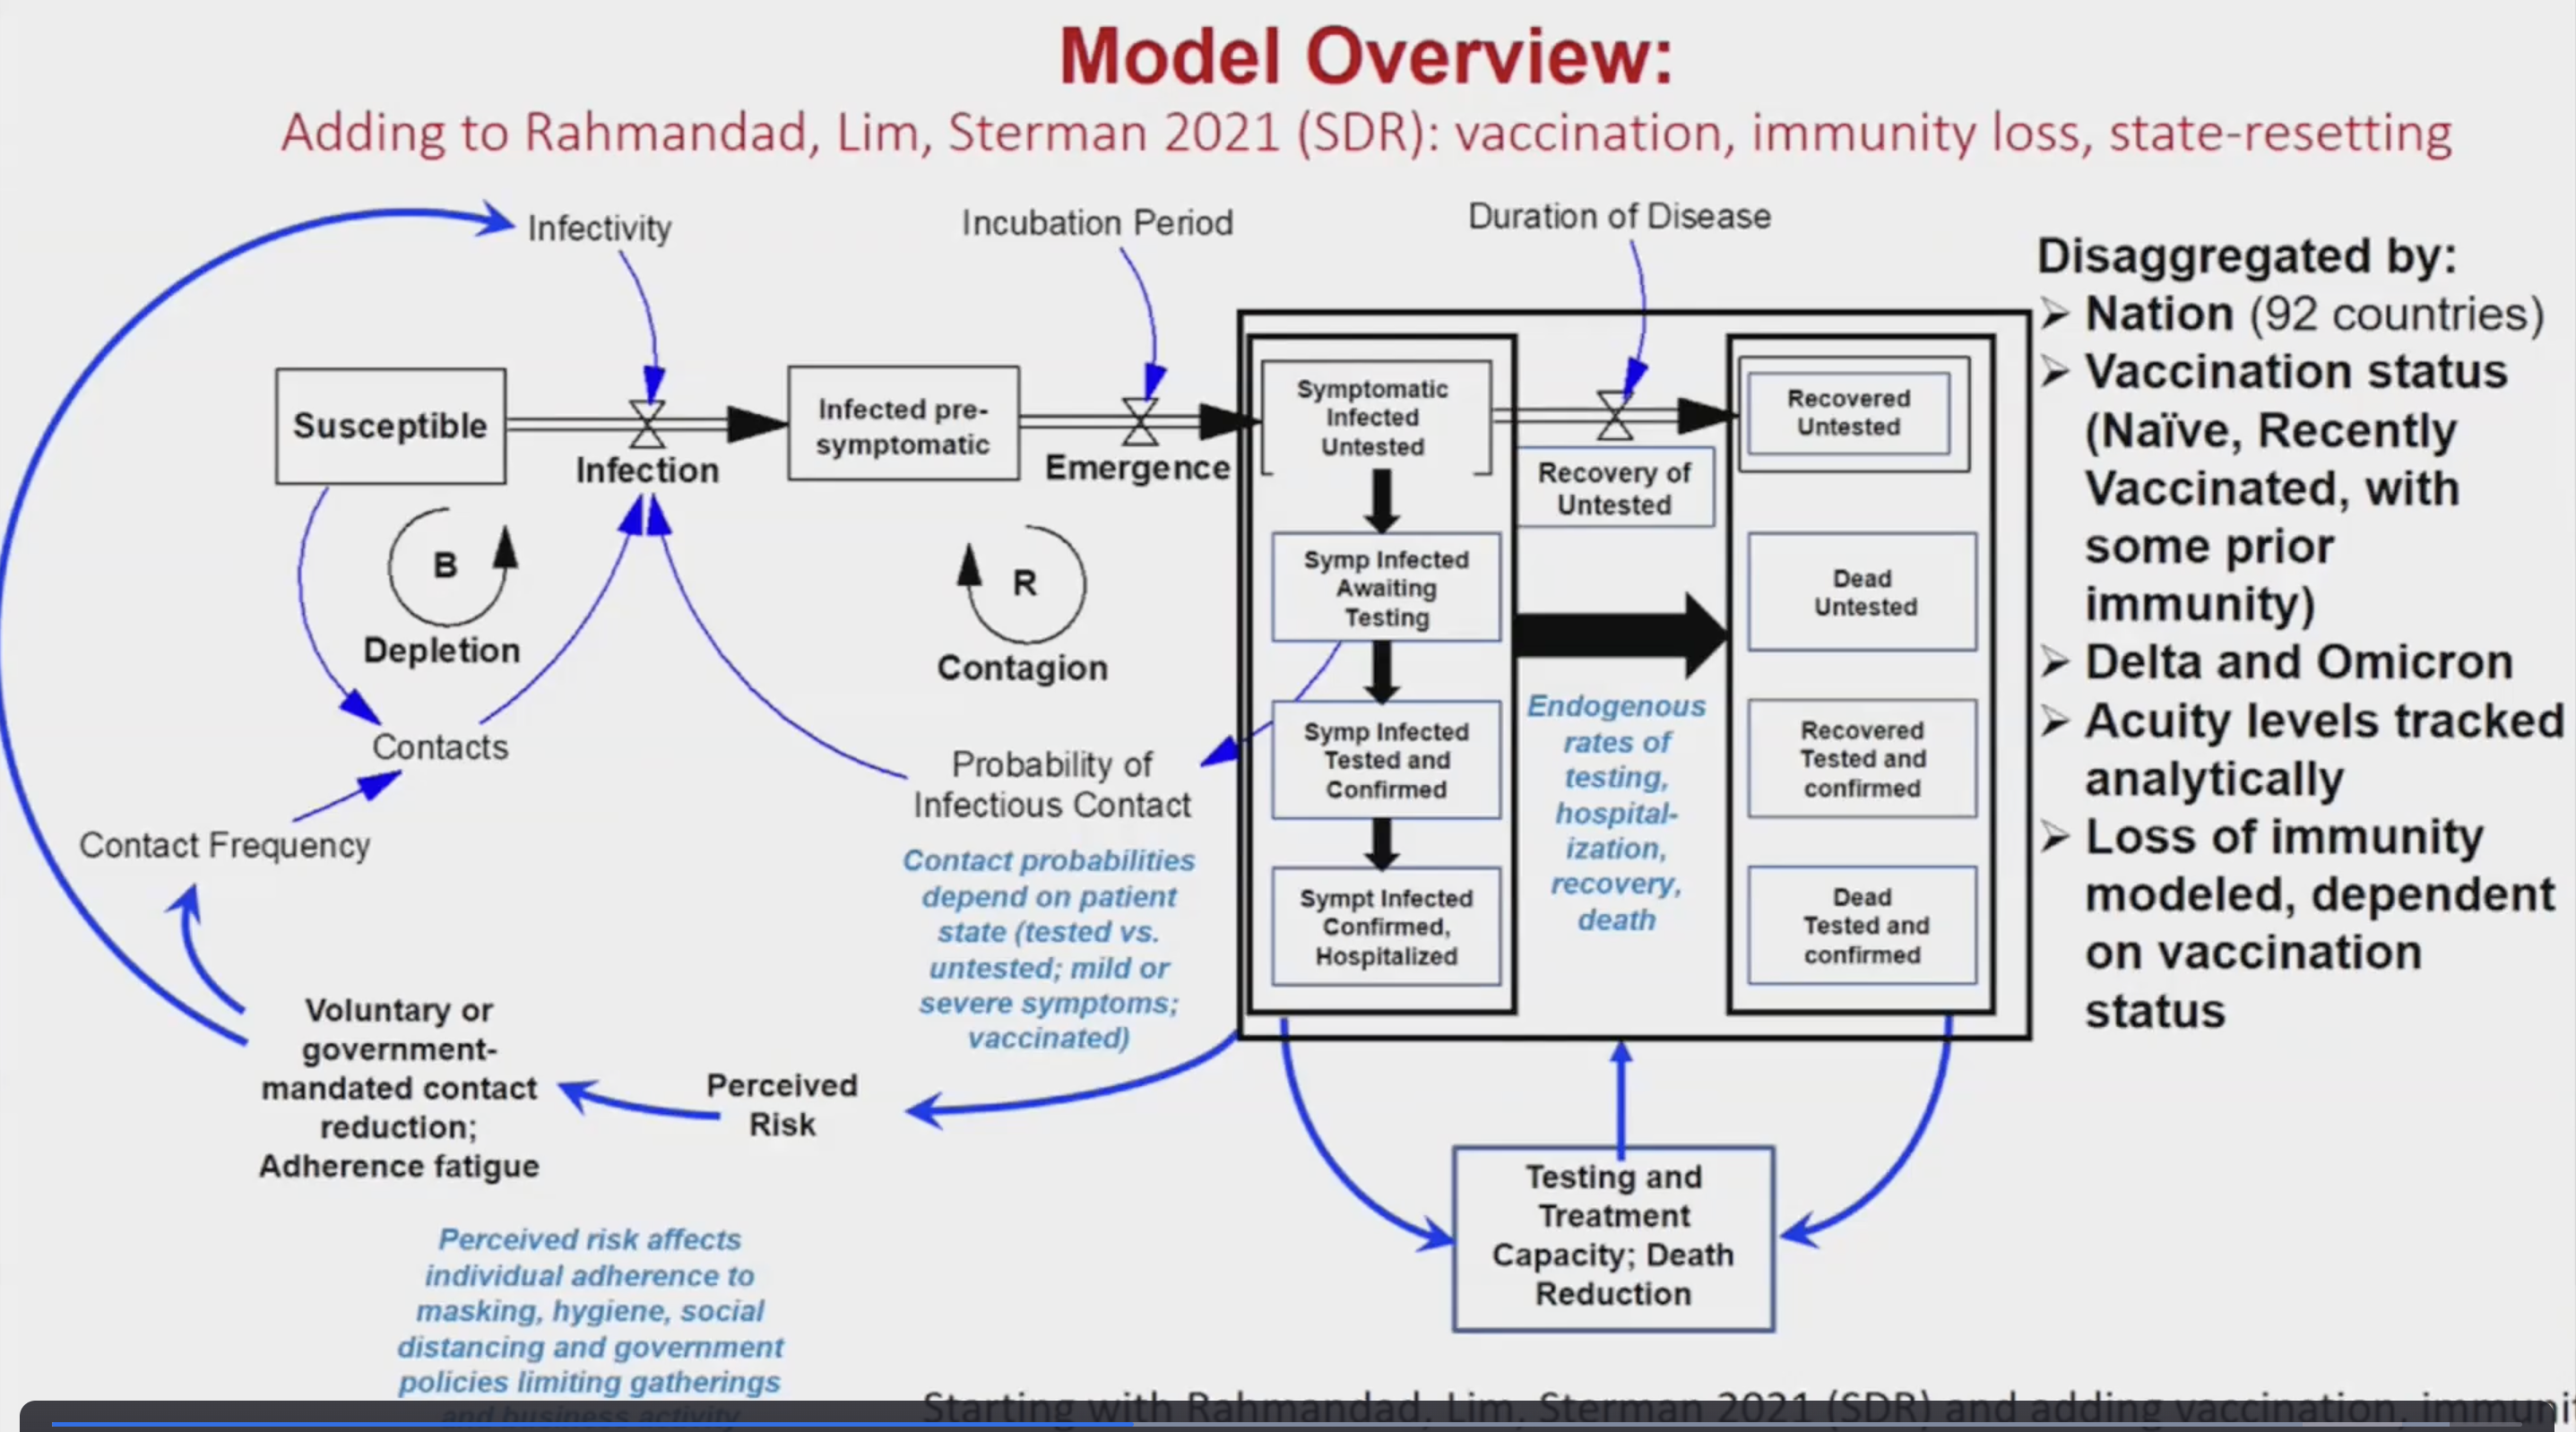 Model Overview:
Adding to Rahmandad, Lim, Sterman 2021 (SDR): vaccination, immunity loss, state-resetting
Infectivity
Incubation Period
Duration of Disease
Susceptible
Infection
Infected pre-
symptomatic
Emergence
Symptomatic
Infected
Untested
Recovery of
Untested
Recovered
Untested
B
Depletion
R
Contagion
Symp Infected
Awaiting
Testing
Dead
Untested
Contacts
Contact Frequency
Probability of
Infectious Contact
Contact probabilities
depend on patient
state (tested vs.
untested; mild or
severe symptoms;
vaccinated)
Symp Infected
Tested and
Confirmed
Endogenous
rates of
testing,
hospital-
ization,
recovery,
death
Recovered
Tested and
confirmed
Sympt Infected
Confirmed,
Hospitalized
Dead
Tested and
confirmed
Voluntary or
government-
mandated contact
reduction;
Adherence fatigue
Perceived
Risk
Testing and
Treatment
Capacity; Death
Reduction
Perceived risk affects
individual adherence to
masking, hygiene, social
distancing and government
policies limiting gatherings
and business activity
Disaggregated by:
Nation (92 countries)
Vaccination status
(Naïve, Recently
Vaccinated, with
some prior
immunity)
Delta and Omicron
Acuity levels tracked
analytically
Loss of immunity
modeled, dependent
on vaccination
status
Starting with Rahmandad, Lim, Sterman 2021 (SDR) and adding vaccination,